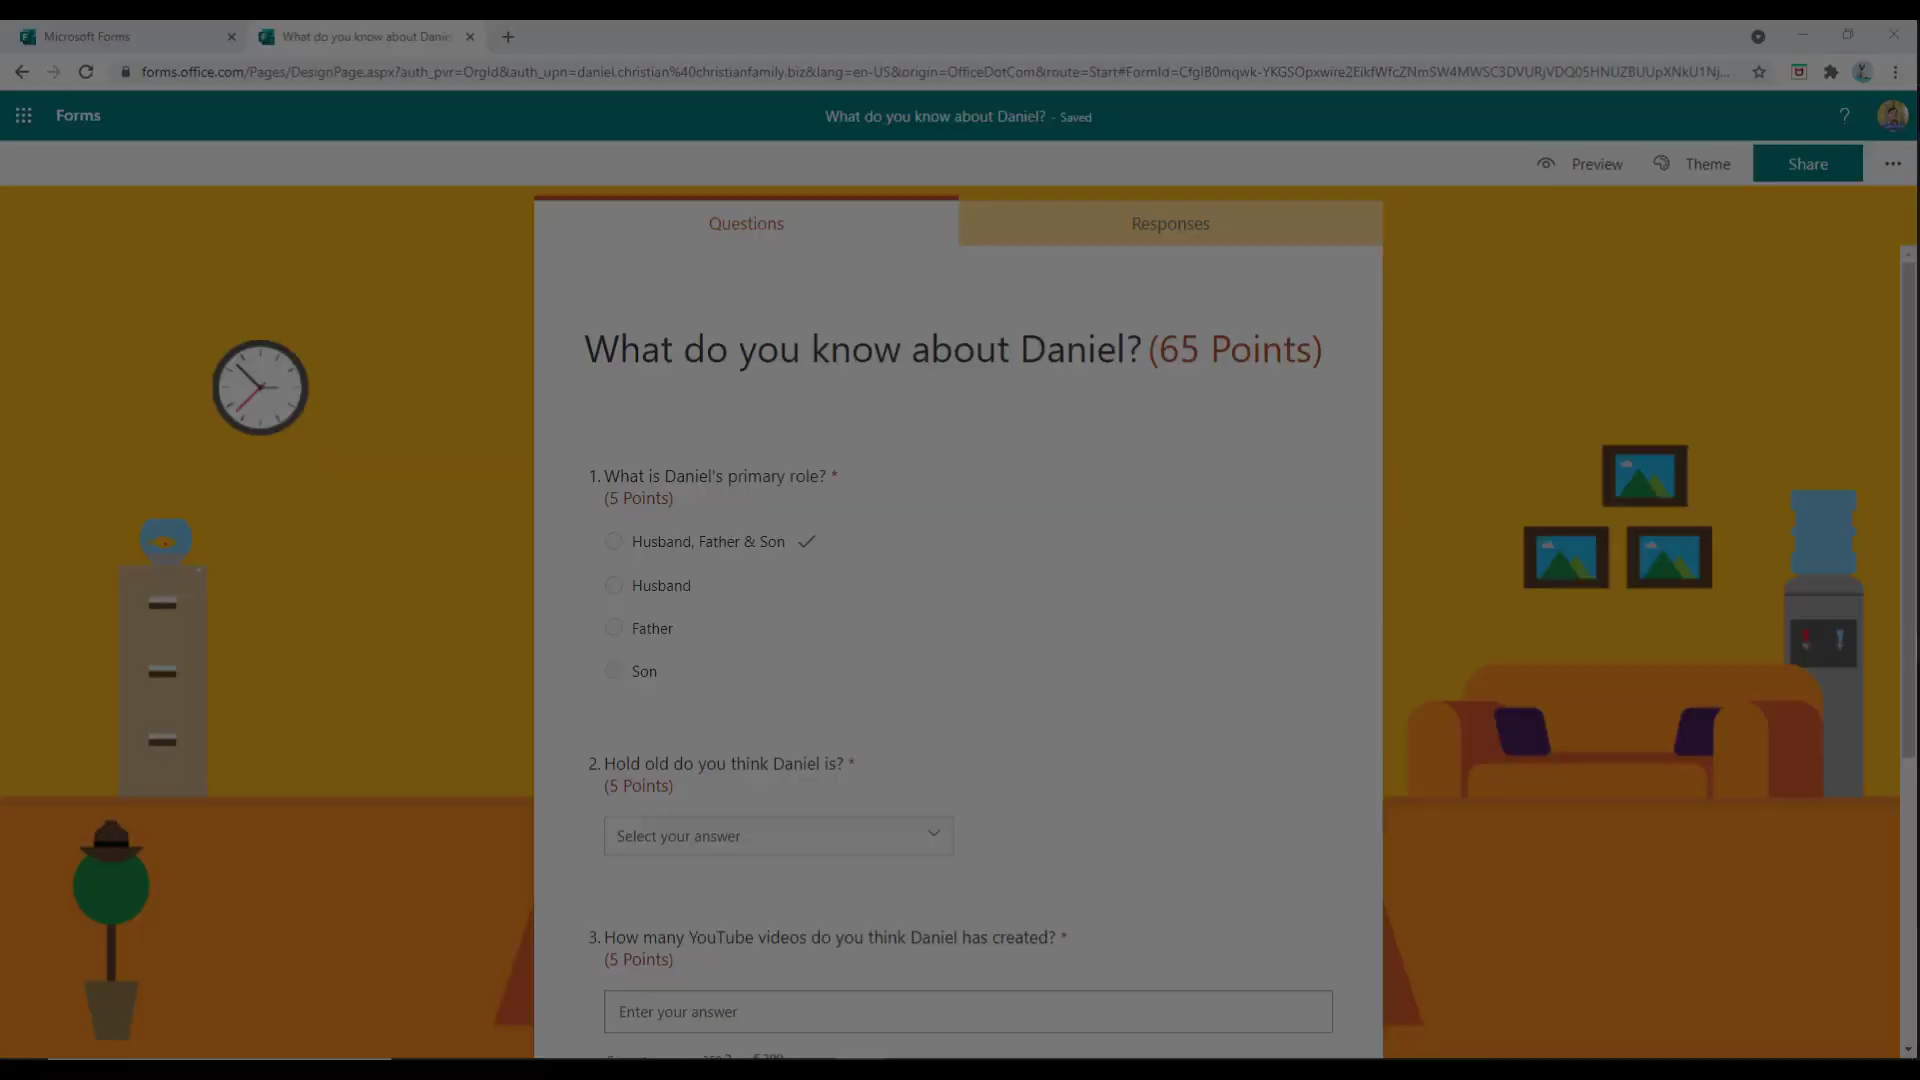 Microsoft Forms
What do you know about Danie
forms.office.com/Pages/DesignPage.aspx?auth_pvr=OrgId&auth_upn=daniel.christian%40christianfamily.biz&lang=en-US&origin=OfficeDotCom&route=Start#FormId=CfglB0mqwk-YKGSOpxwire2EikfWfcZNmSW4MWSC3DVURjVDQ05HNUZBUUpXNkU1Nj...
Forms
What do you know about Daniel? - Saved
?
Preview
Theme
Share
Questions
Responses
What do you know about Daniel? (65 Points)
1. What is Daniel's primary role? *
(5 Points)
Husband, Father & Son
Husband
Father
Son
2. Hold old do you think Daniel is? *
(5 Points)
Select your answer
3. How many YouTube videos do you think Daniel has created? *
(5 Points)
Enter your answer